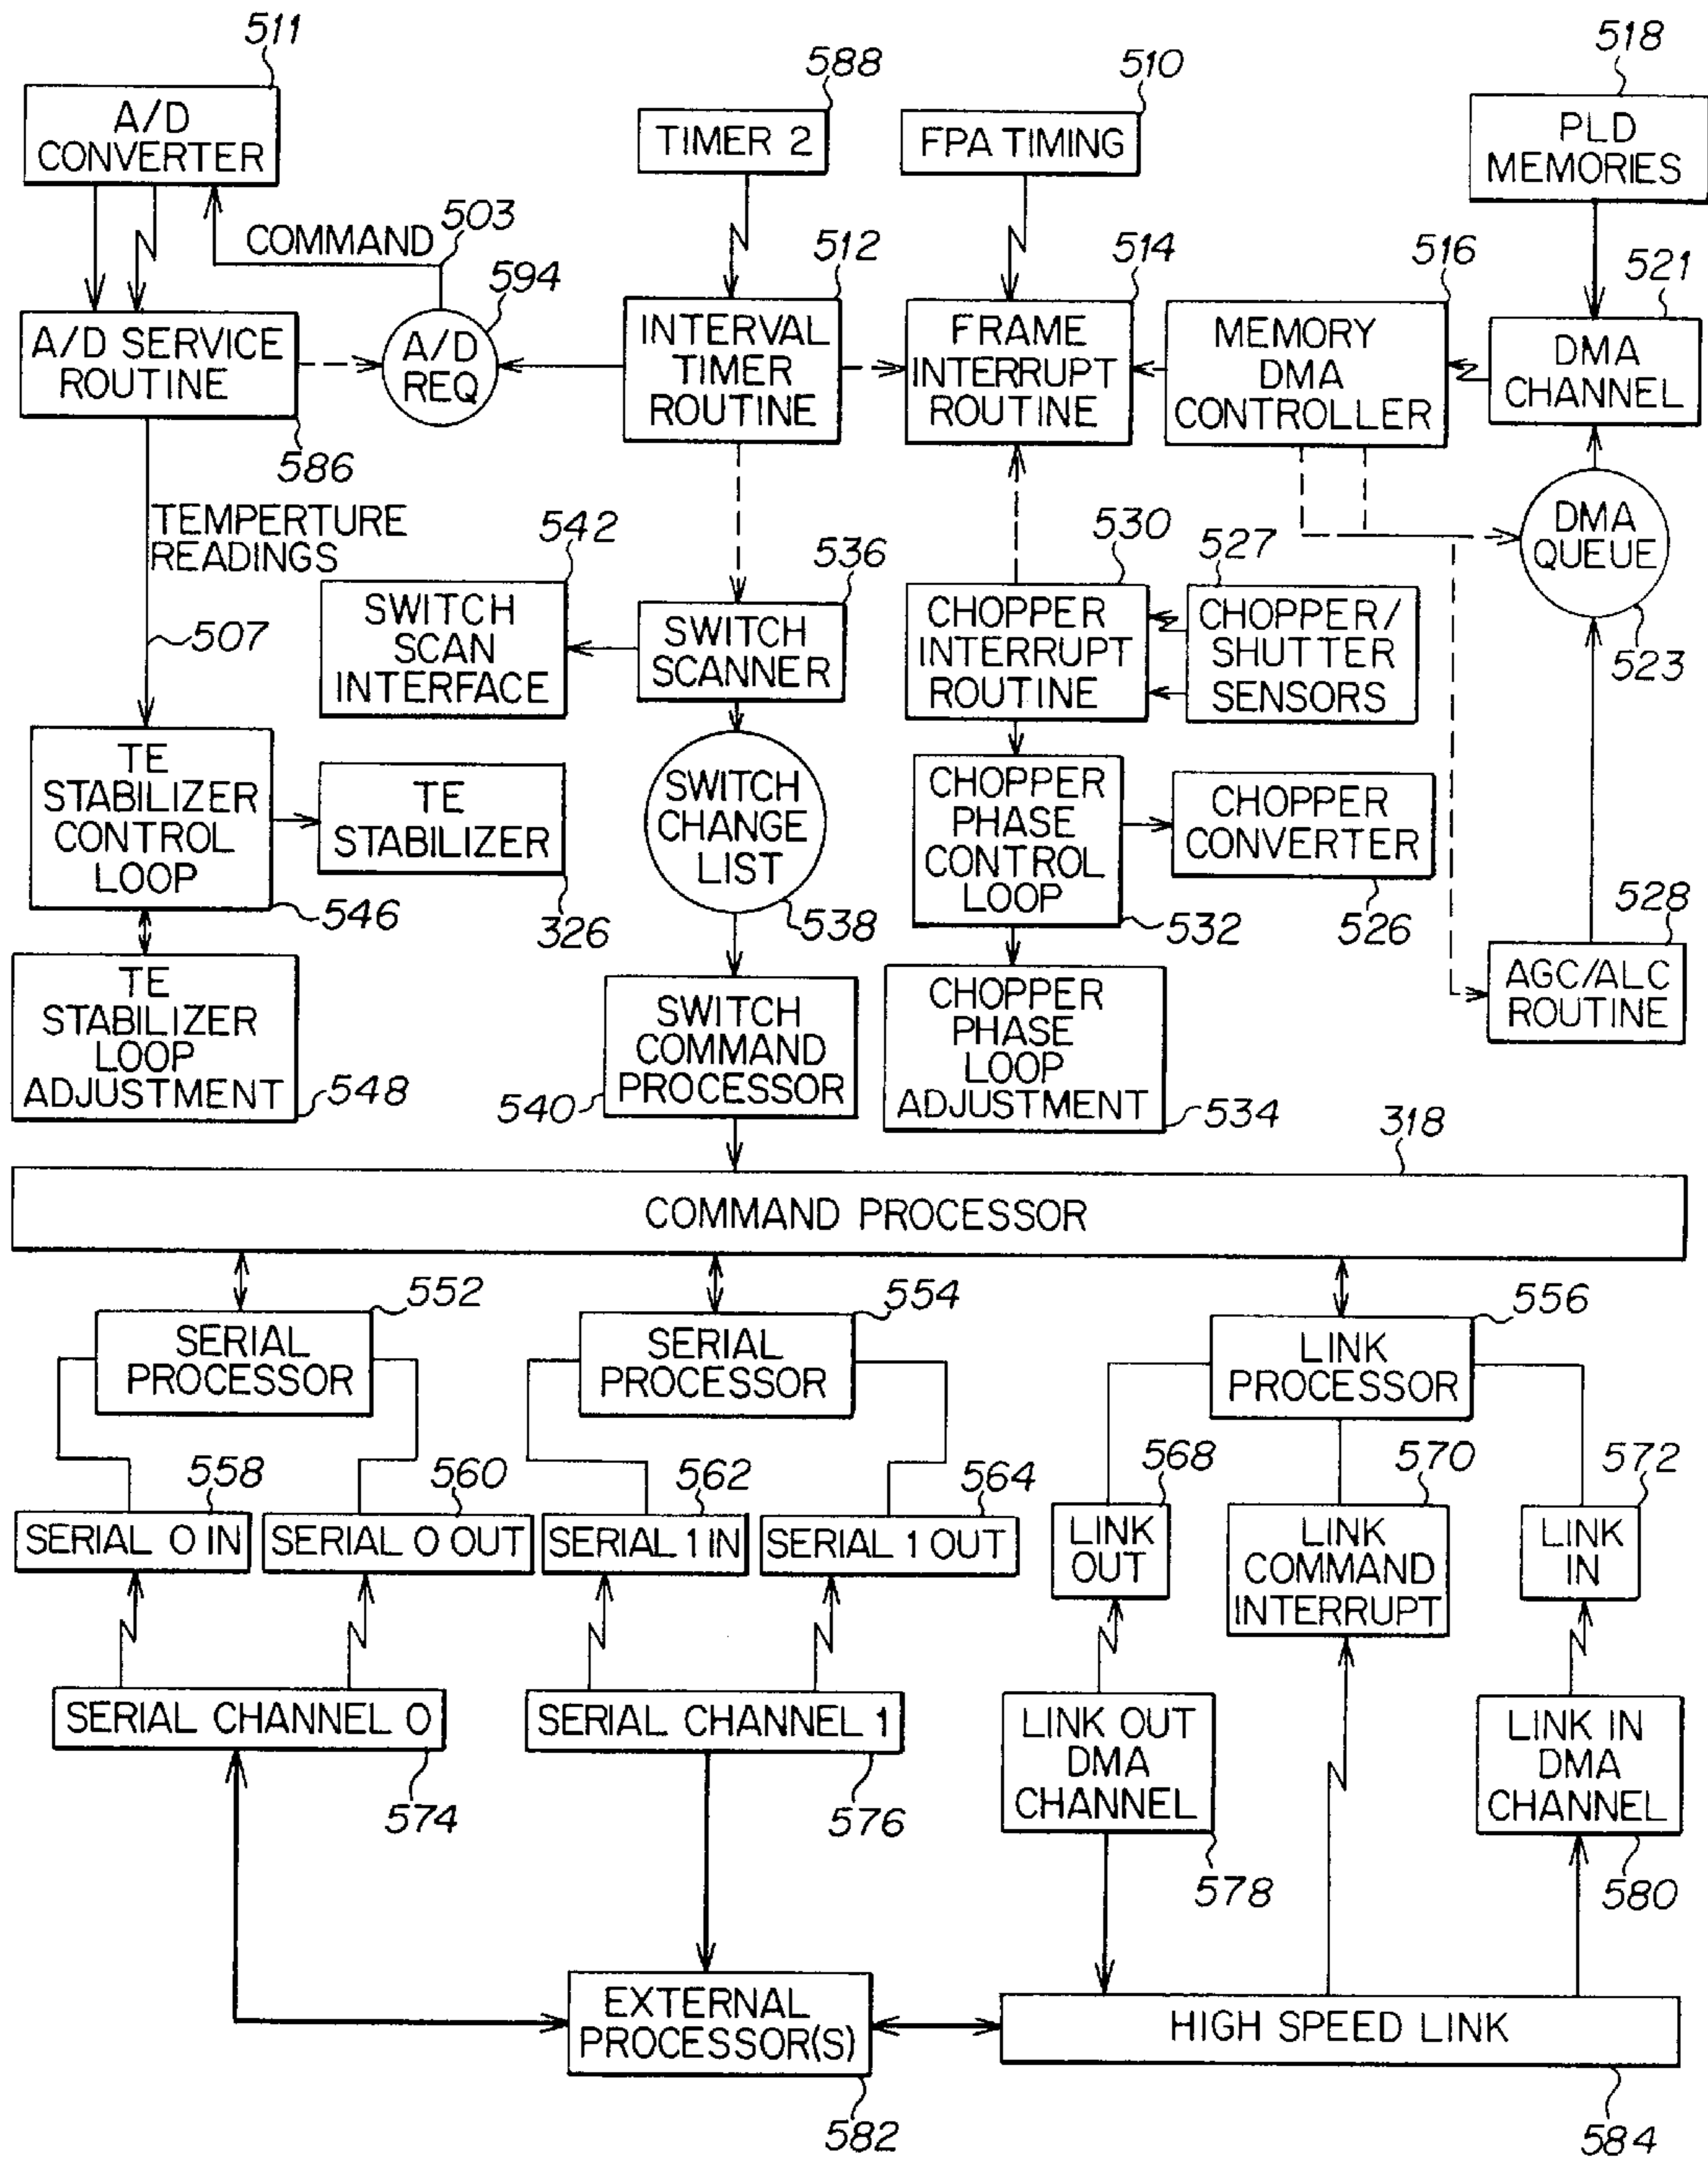 511
A/D
CONVERTER
588
TIMER 2
510
FPA TIMING
518
PLD
MEMORIES
COMMAND
503
594
512
514
516
521
A/D SERVICE
ROUTINE
586
A/D
REQ
INTERVAL
TIMER
ROUTINE
FRAME
INTERRUPT
ROUTINE
MEMORY
DMA
CONTROLLER
DMA
CHANNEL
TEMPERTURE
READINGS
507
542
SWITCH
SCAN
INTERFACE
536
SWITCH
SCANNER
530
CHOPPER
INTERRUPT
ROUTINE
527
CHOPPER/
SHUTTER
SENSORS
DMA
QUEUE
523
TE
STABILIZER
CONTROL
LOOP
546
TE
STABILIZER
326
SWITCH
CHANGE
LIST
538
CHOPPER
PHASE
CONTROL
LOOP
532
CHOPPER
CONVERTER
526
528
AGC/ALC
ROUTINE
TE
STABILIZER
LOOP
ADJUSTMENT
548
SWITCH
COMMAND
PROCESSOR
540
CHOPPER
PHASE
LOOP
ADJUSTMENT
534
318
COMMAND PROCESSOR
552
SERIAL
PROCESSOR
554
SERIAL
PROCESSOR
556
LINK
PROCESSOR
558
SERIAL 0 IN
560
SERIAL 0 OUT
562
SERIAL 1 IN
564
SERIAL 1 OUT
568
LINK
OUT
570
LINK
COMMAND
INTERRUPT
572
LINK
IN
SERIAL CHANNEL 0
574
SERIAL CHANNEL 1
576
LINK OUT
DMA
CHANNEL
578
LINK IN
DMA
CHANNEL
580
EXTERNAL
PROCESSOR(S)
582
HIGH SPEED LINK
584